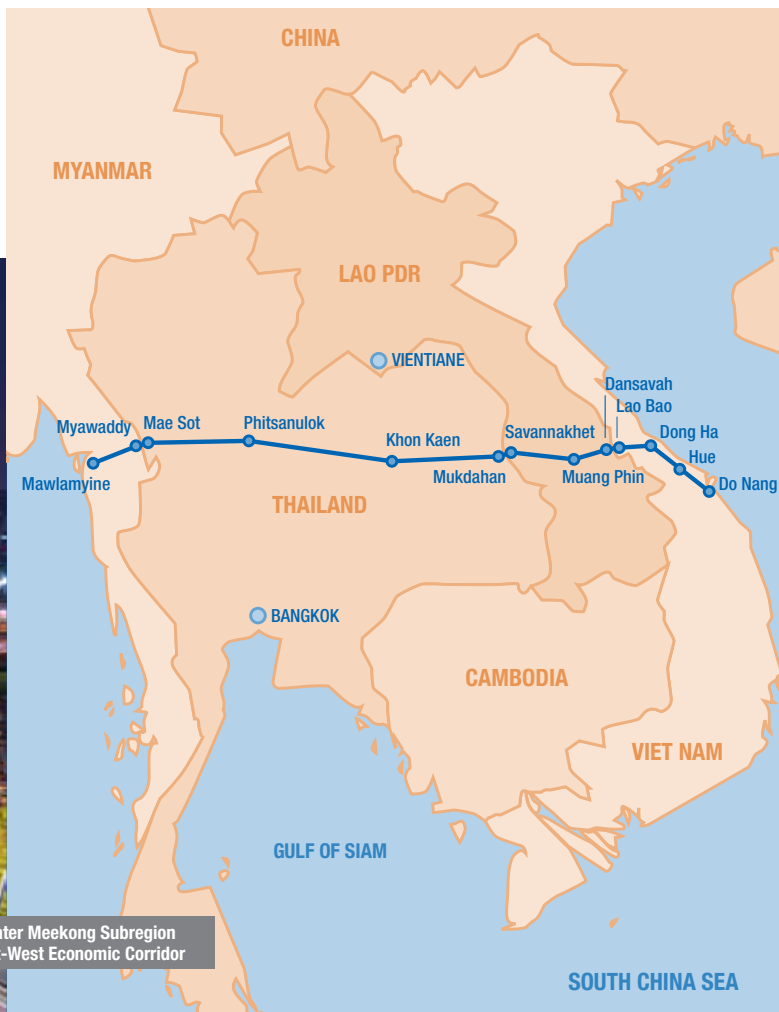 CHINA
MYANMAR
LAO PDR
VIENTIANE
Dansavah
Lao Bao
Myawaddy
Mae Sot
Phitsanulok
Khon Kaen
Savannakhet
Dong Ha
Hue
Mawlamyine
Mukdahan
Muang Phin
Do Nang
THAILAND
BANGKOK
CAMBODIA
VIET NAM
GULF OF SIAM
Meekong Subregion
-West Economic Corridor
SOUTH CHINA SEA